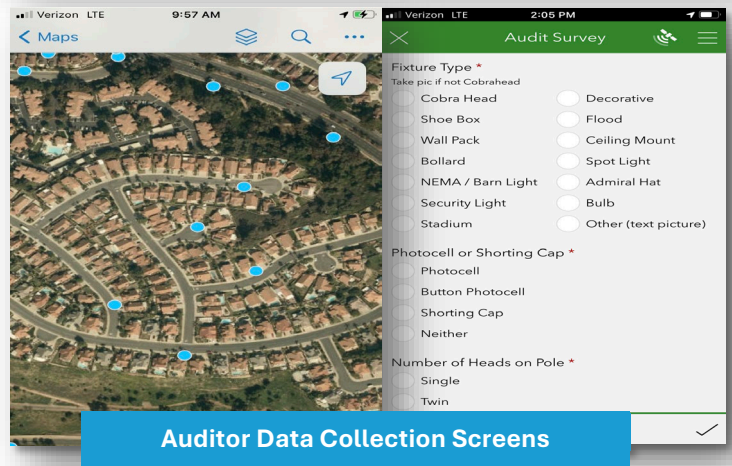 Verizon LTE 9:57 AM
Maps
Verizon LTE 2:05 PM
Audit Survey
Fixture Type *
Take pic if not Cobrahead
Cobra Head Decorative
Shoe Box Flood
Wall Pack Ceiling Mount
Bollard Spot Light
NEMA / Barn Light Admiral Hat
Security Light Bulb
Stadium Other (text picture)
Photocell or Shorting Cap *
Photocell
Button Photocell
Shorting Cap
Neither
Number of Heads on Pole *
Single
Twin
Auditor Data Collection Screens